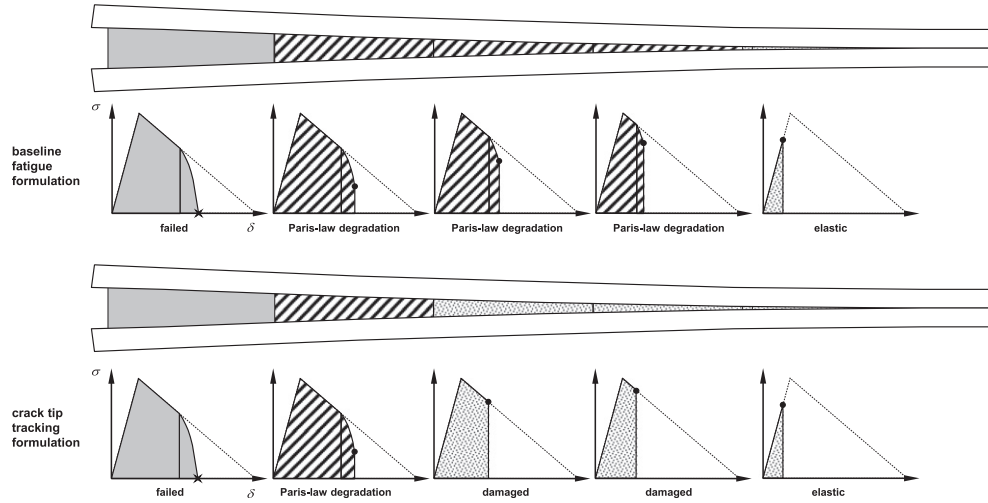 σ
baseline
fatigue
formulation
failed δ Paris-law degradation Paris-law degradation Paris-law degradation elastic
σ
crack tip
tracking
formulation
failed δ Paris-law degradation damaged damaged elastic